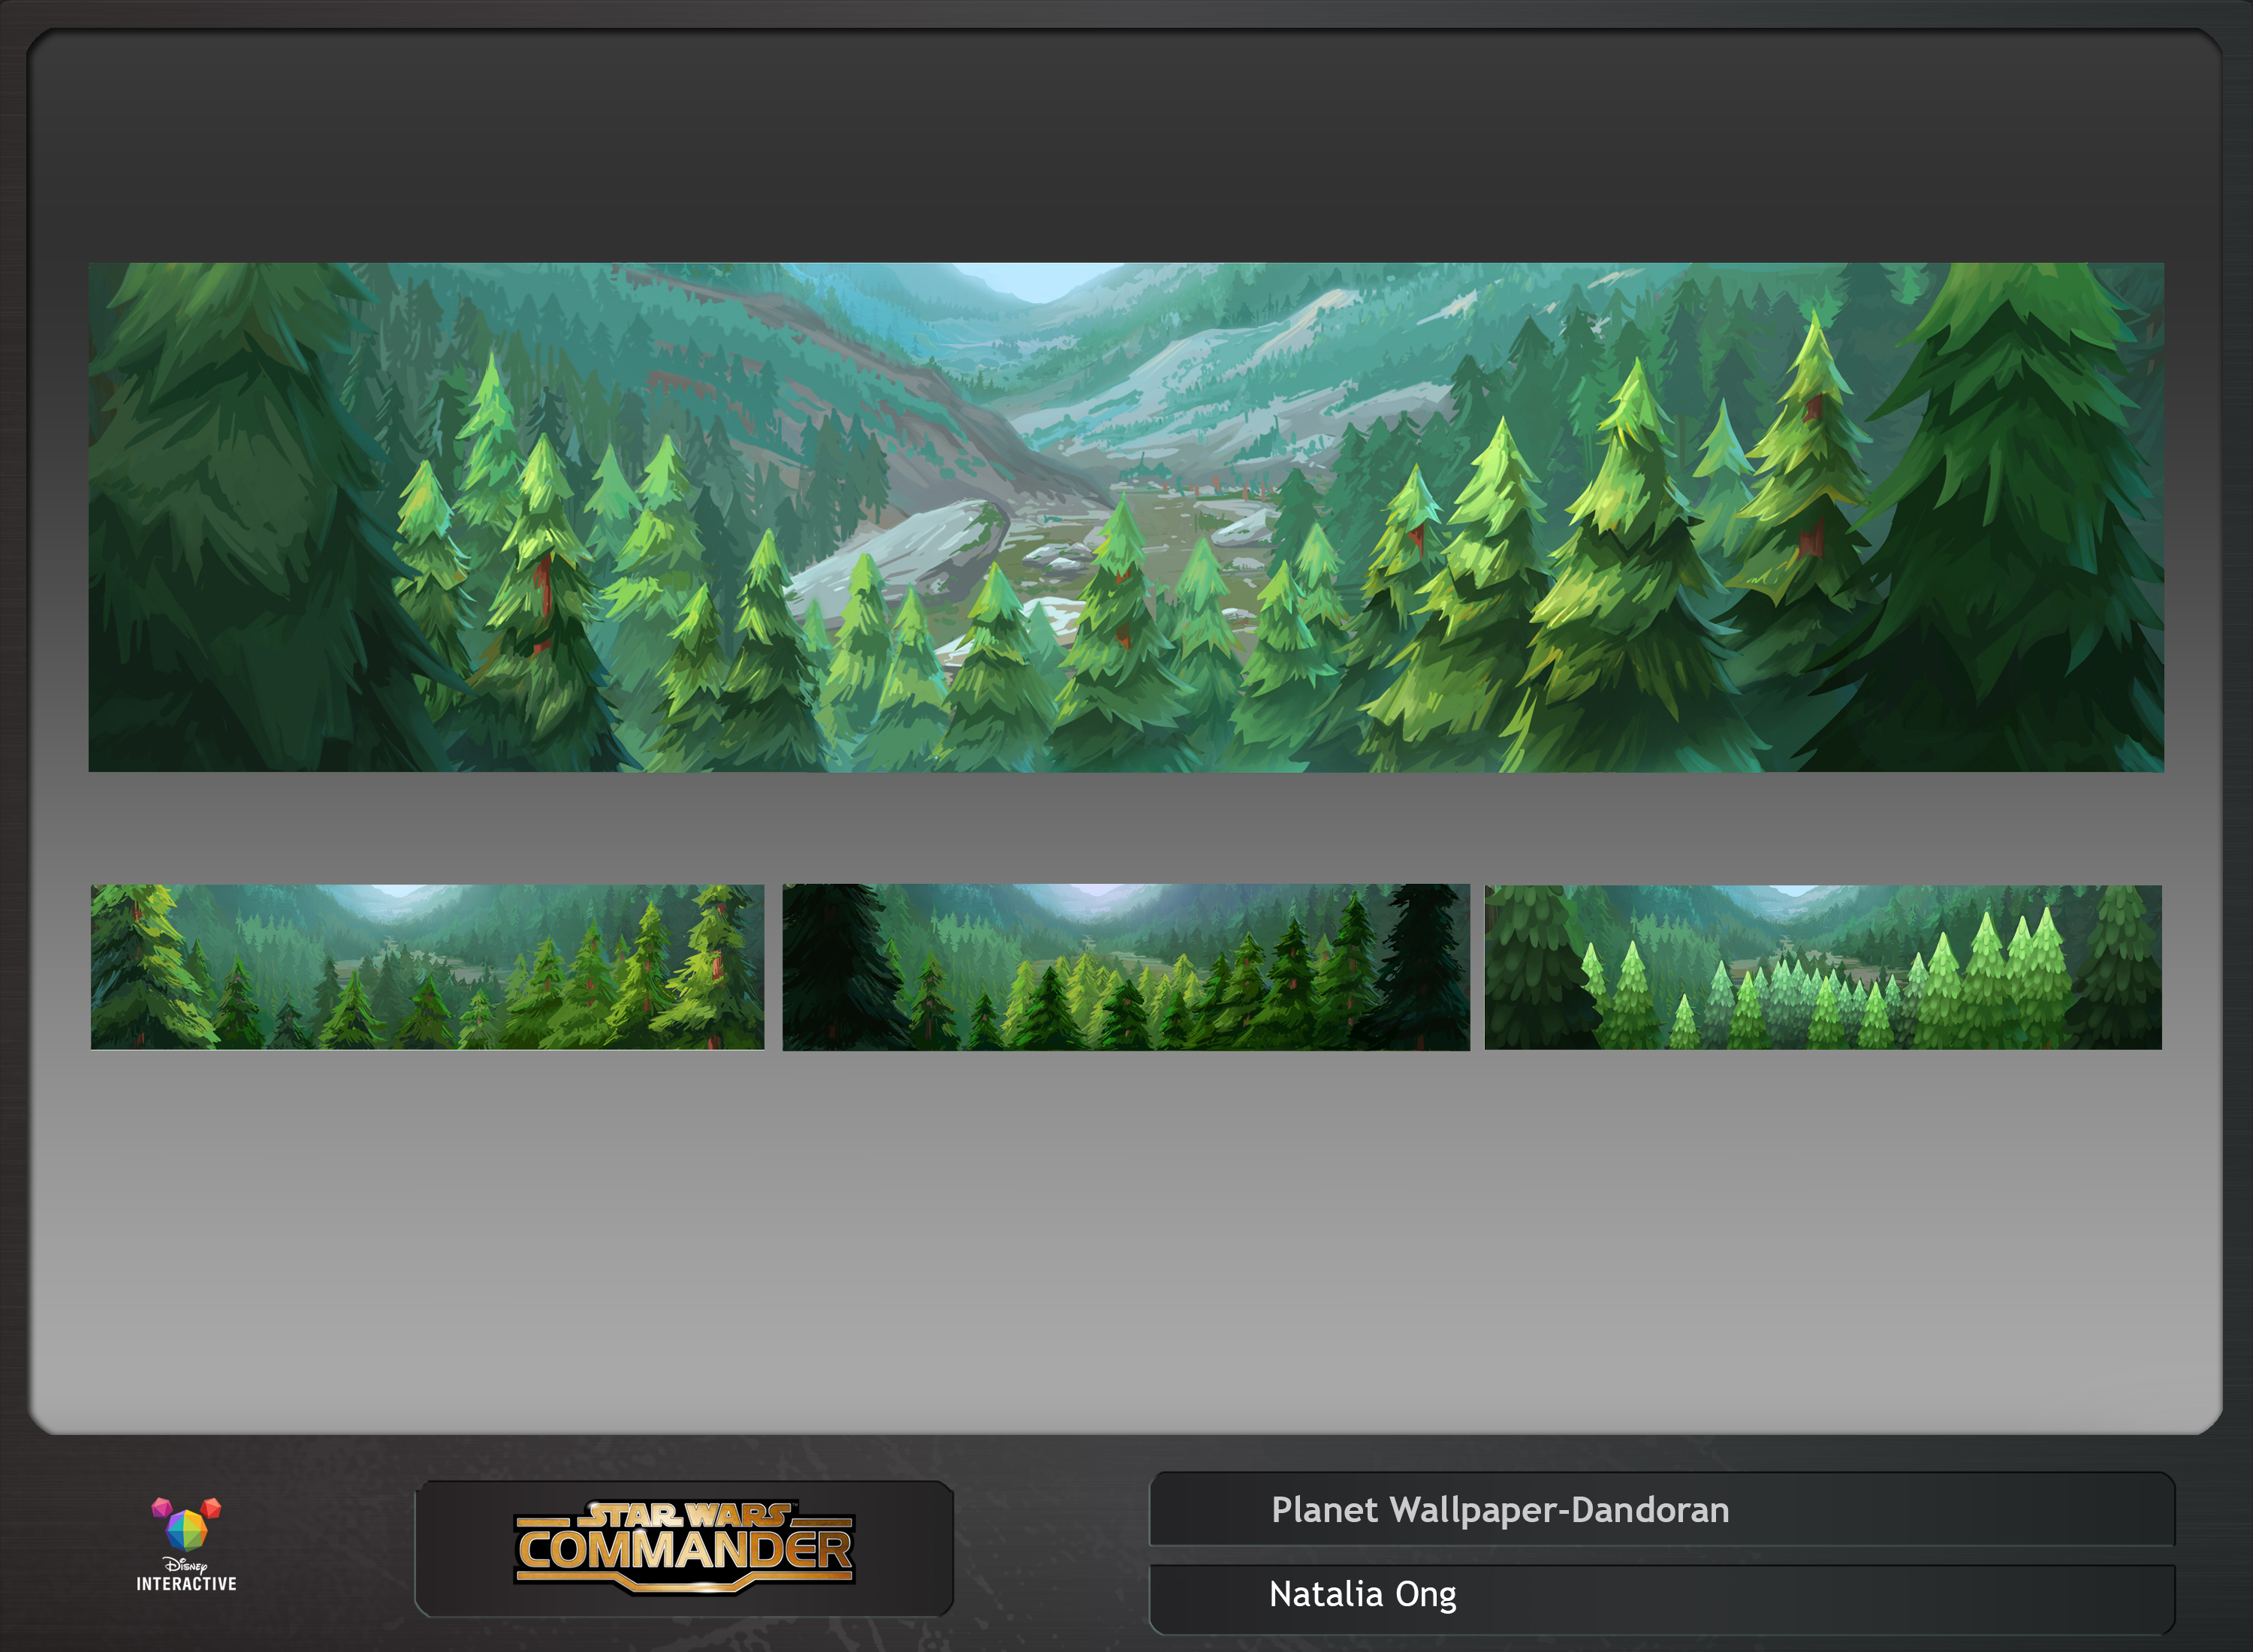 Disney
INTERACTIVE
STAR WARS
COMMANDER
Planet Wallpaper-Dandoran
Natalia Ong